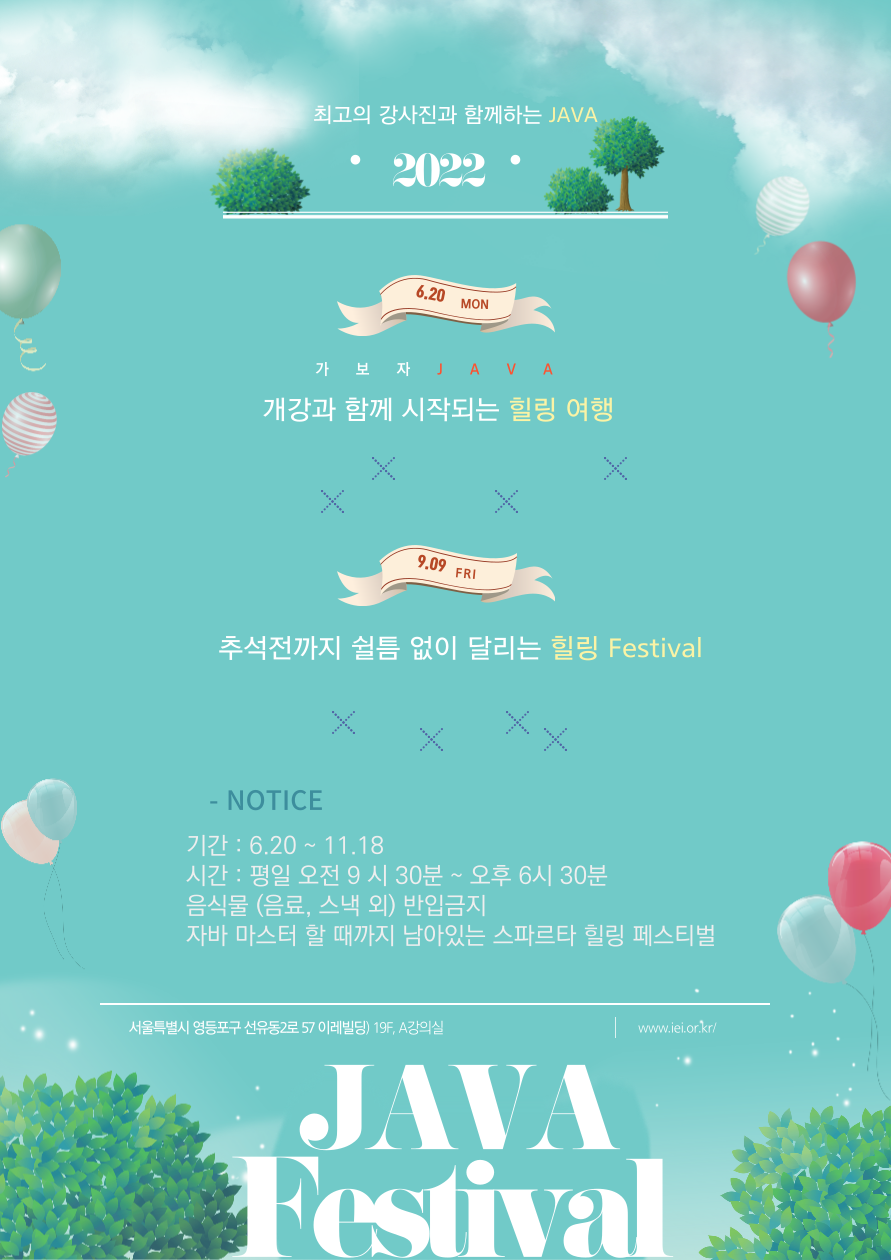 최고의 강사진과 함께하는 JAVA
• 2022 •
6.20 MON
가 보 자 J A V A
개강과 함께 시작되는 힐링 여행
9.09 FRI
추석전까지 쉴틈 없이 달리는 힐링 Festival
- NOTICE
기간 : 6.20 ~ 11.18
시간 : 평일 오전 9 시 30분 ~ 오후 6시 30분
음식물 (음료, 스낵 외) 반입금지
자바 마스터 할 때까지 남아있는 스파르타 힐링 페스티벌
서울특별시 영등포구 선유동2로 57 이레빌딩) 19F, A강의실
www.iei.or.kr/
JAVA
Festival